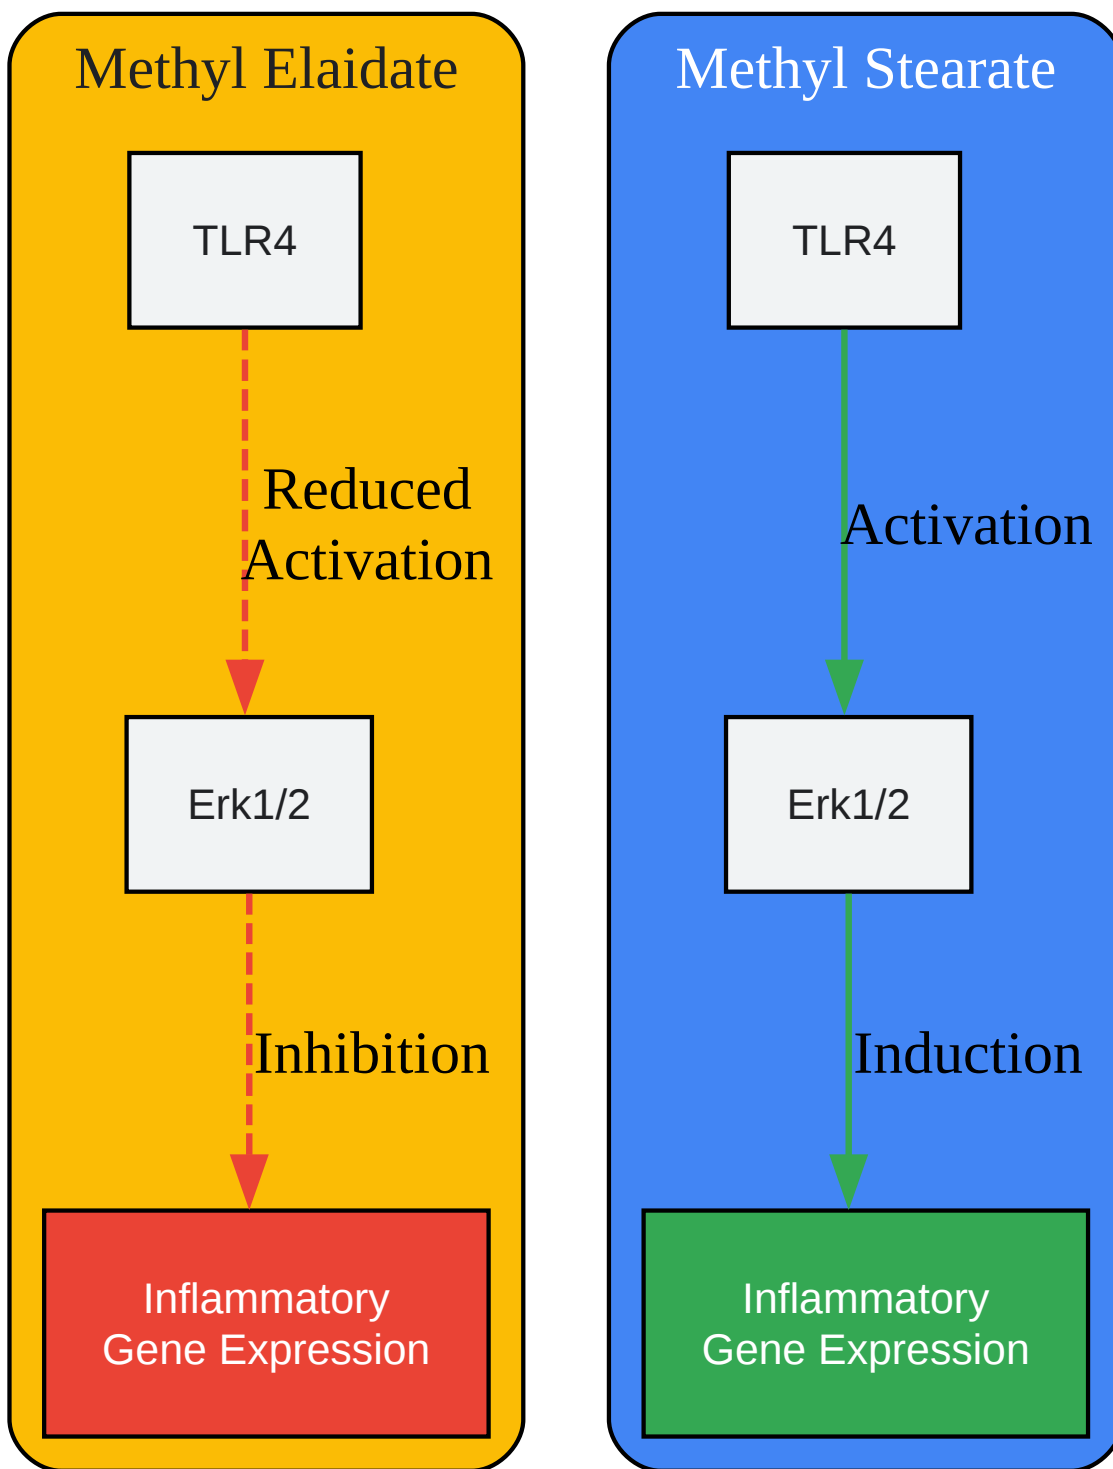 Methyl Elaidate
TLR4
Reduced
Activation
Erk1/2
Inhibition
Inflammatory
Gene Expression
Methyl Stearate
TLR4
Activation
Erk1/2
Induction
Inflammatory
Gene Expression